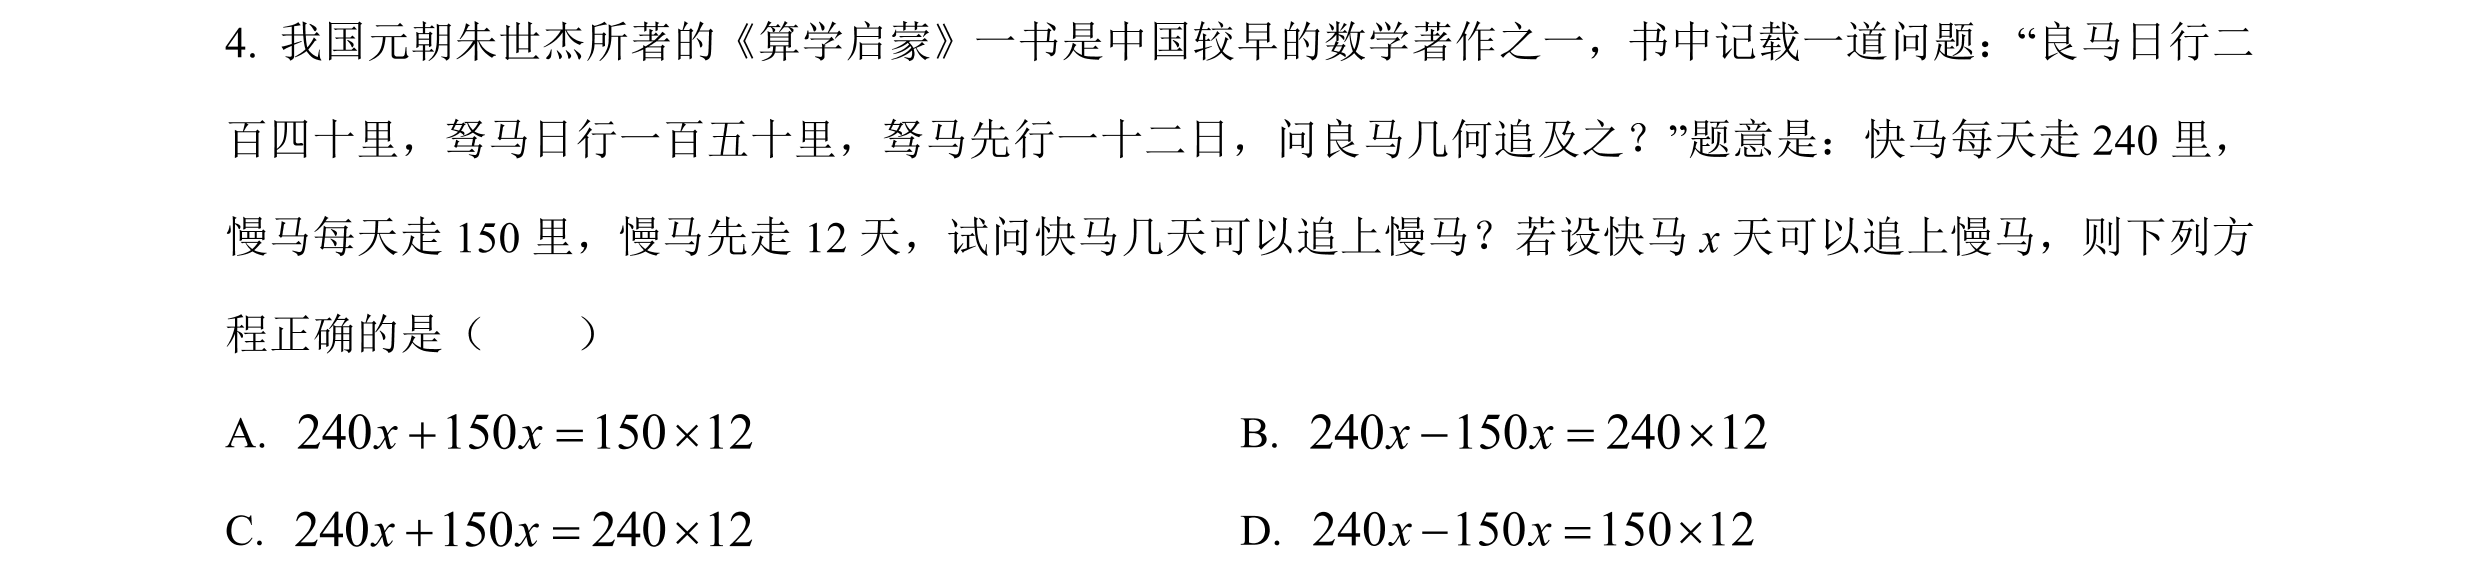 4. 我国元朝朱世杰所著的《算学启蒙》一书是中国较早的数学著作之一，书中记载一道问题：“良马日行二
百四十里，驽马日行一百五十里，驽马先行一十二日，问良马几何追及之？”题意是：快马每天走 240 里，
慢马每天走 150 里，慢马先走 12 天，试问快马几天可以追上慢马？若设快马 x 天可以追上慢马，则下列方
程正确的是（　　）
A. 240x+150x=150×12　B. 240x−150x=240×12
C. 240x+150x=240×12　D. 240x−150x=150×12